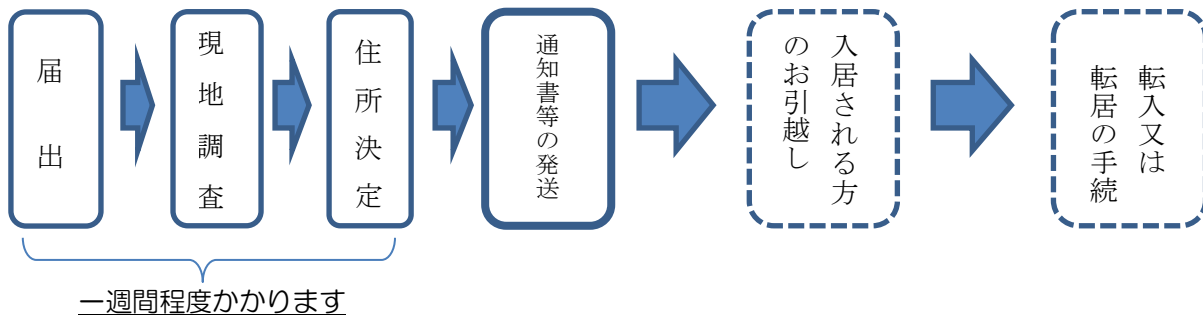 届出
現地調査
住所決定
通知書等の発送
入居される方
のお引越し
転入又は
転居の手続
一週間程度かかります